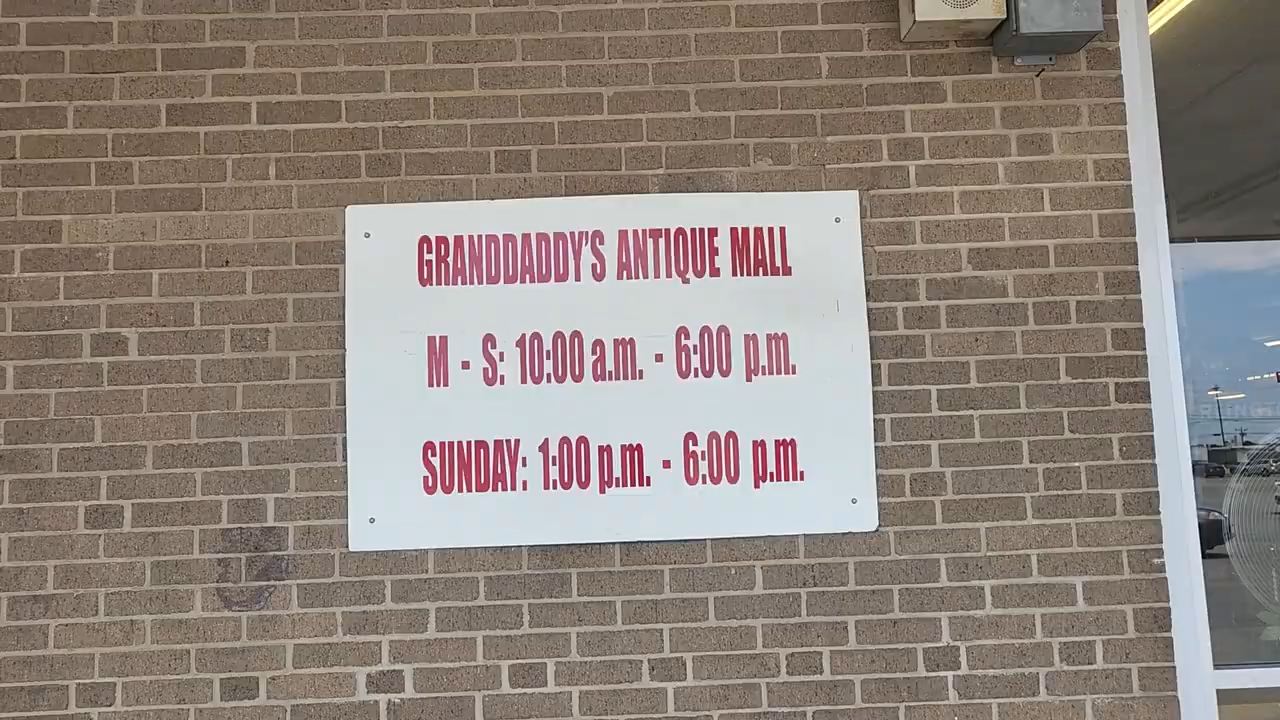 GRANDDADDY'S ANTIQUE MALL
M - S: 10:00 a.m. - 6:00 p.m.
SUNDAY: 1:00 p.m. - 6:00 p.m.